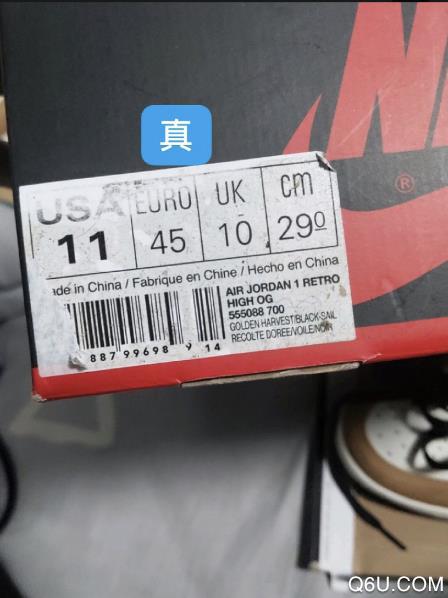 真
USA EURO UK cm
11 45 10 29⁰
ade in China / Fabrique en Chine / Hecho en China
AIR JORDAN 1 RETRO
HIGH OG
555088 700
GOLDEN HARVEST/BLACK-SAIL
RECOLTE DOREE/VOILE/NOIR
887 99698 9 14
®
Q6U.COM